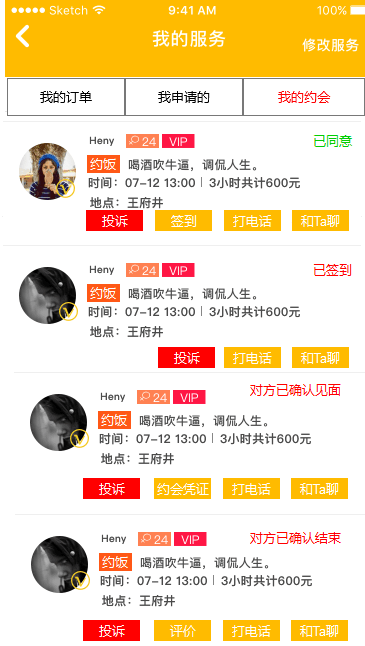 Sketch 9:41 AM 100%
我的服务
修改服务
我的订单 我申请的 我的约会
Heny 24 VIP 已同意
约饭 喝酒吹牛逼，调侃人生。
时间：07-12 13:00 | 3小时共计600元
地点：王府井
投诉 签到 打电话 和Ta聊
Heny 24 VIP 已签到
约饭 喝酒吹牛逼，调侃人生。
时间：07-12 13:00 | 3小时共计600元
地点：王府井
投诉 打电话 和Ta聊
Heny 24 VIP 对方已确认见面
约饭 喝酒吹牛逼，调侃人生。
时间：07-12 13:00 | 3小时共计600元
地点：王府井
投诉 约会凭证 打电话 和Ta聊
Heny 24 VIP 对方已确认结束
约饭 喝酒吹牛逼，调侃人生。
时间：07-12 13:00 | 3小时共计600元
地点：王府井
投诉 评价 打电话 和Ta聊